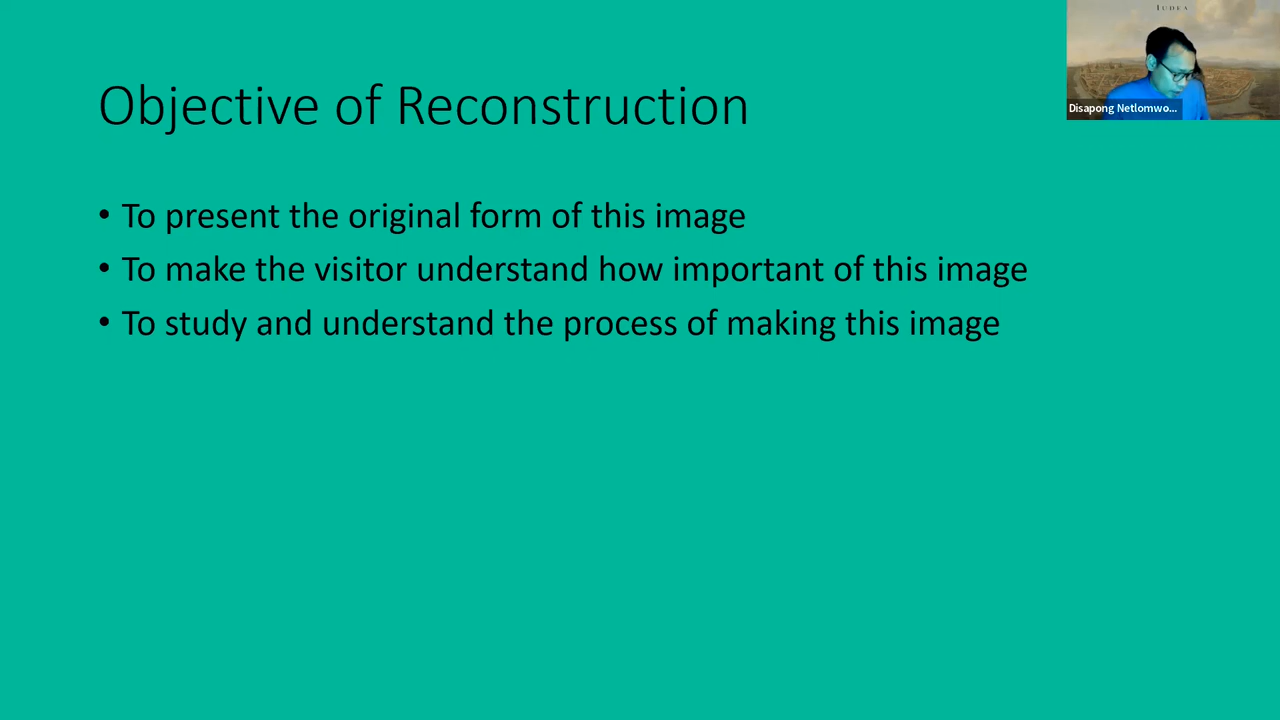 IUDEA
Objective of Reconstruction
Disapong Netlomwo...
• To present the original form of this image
• To make the visitor understand how important of this image
• To study and understand the process of making this image